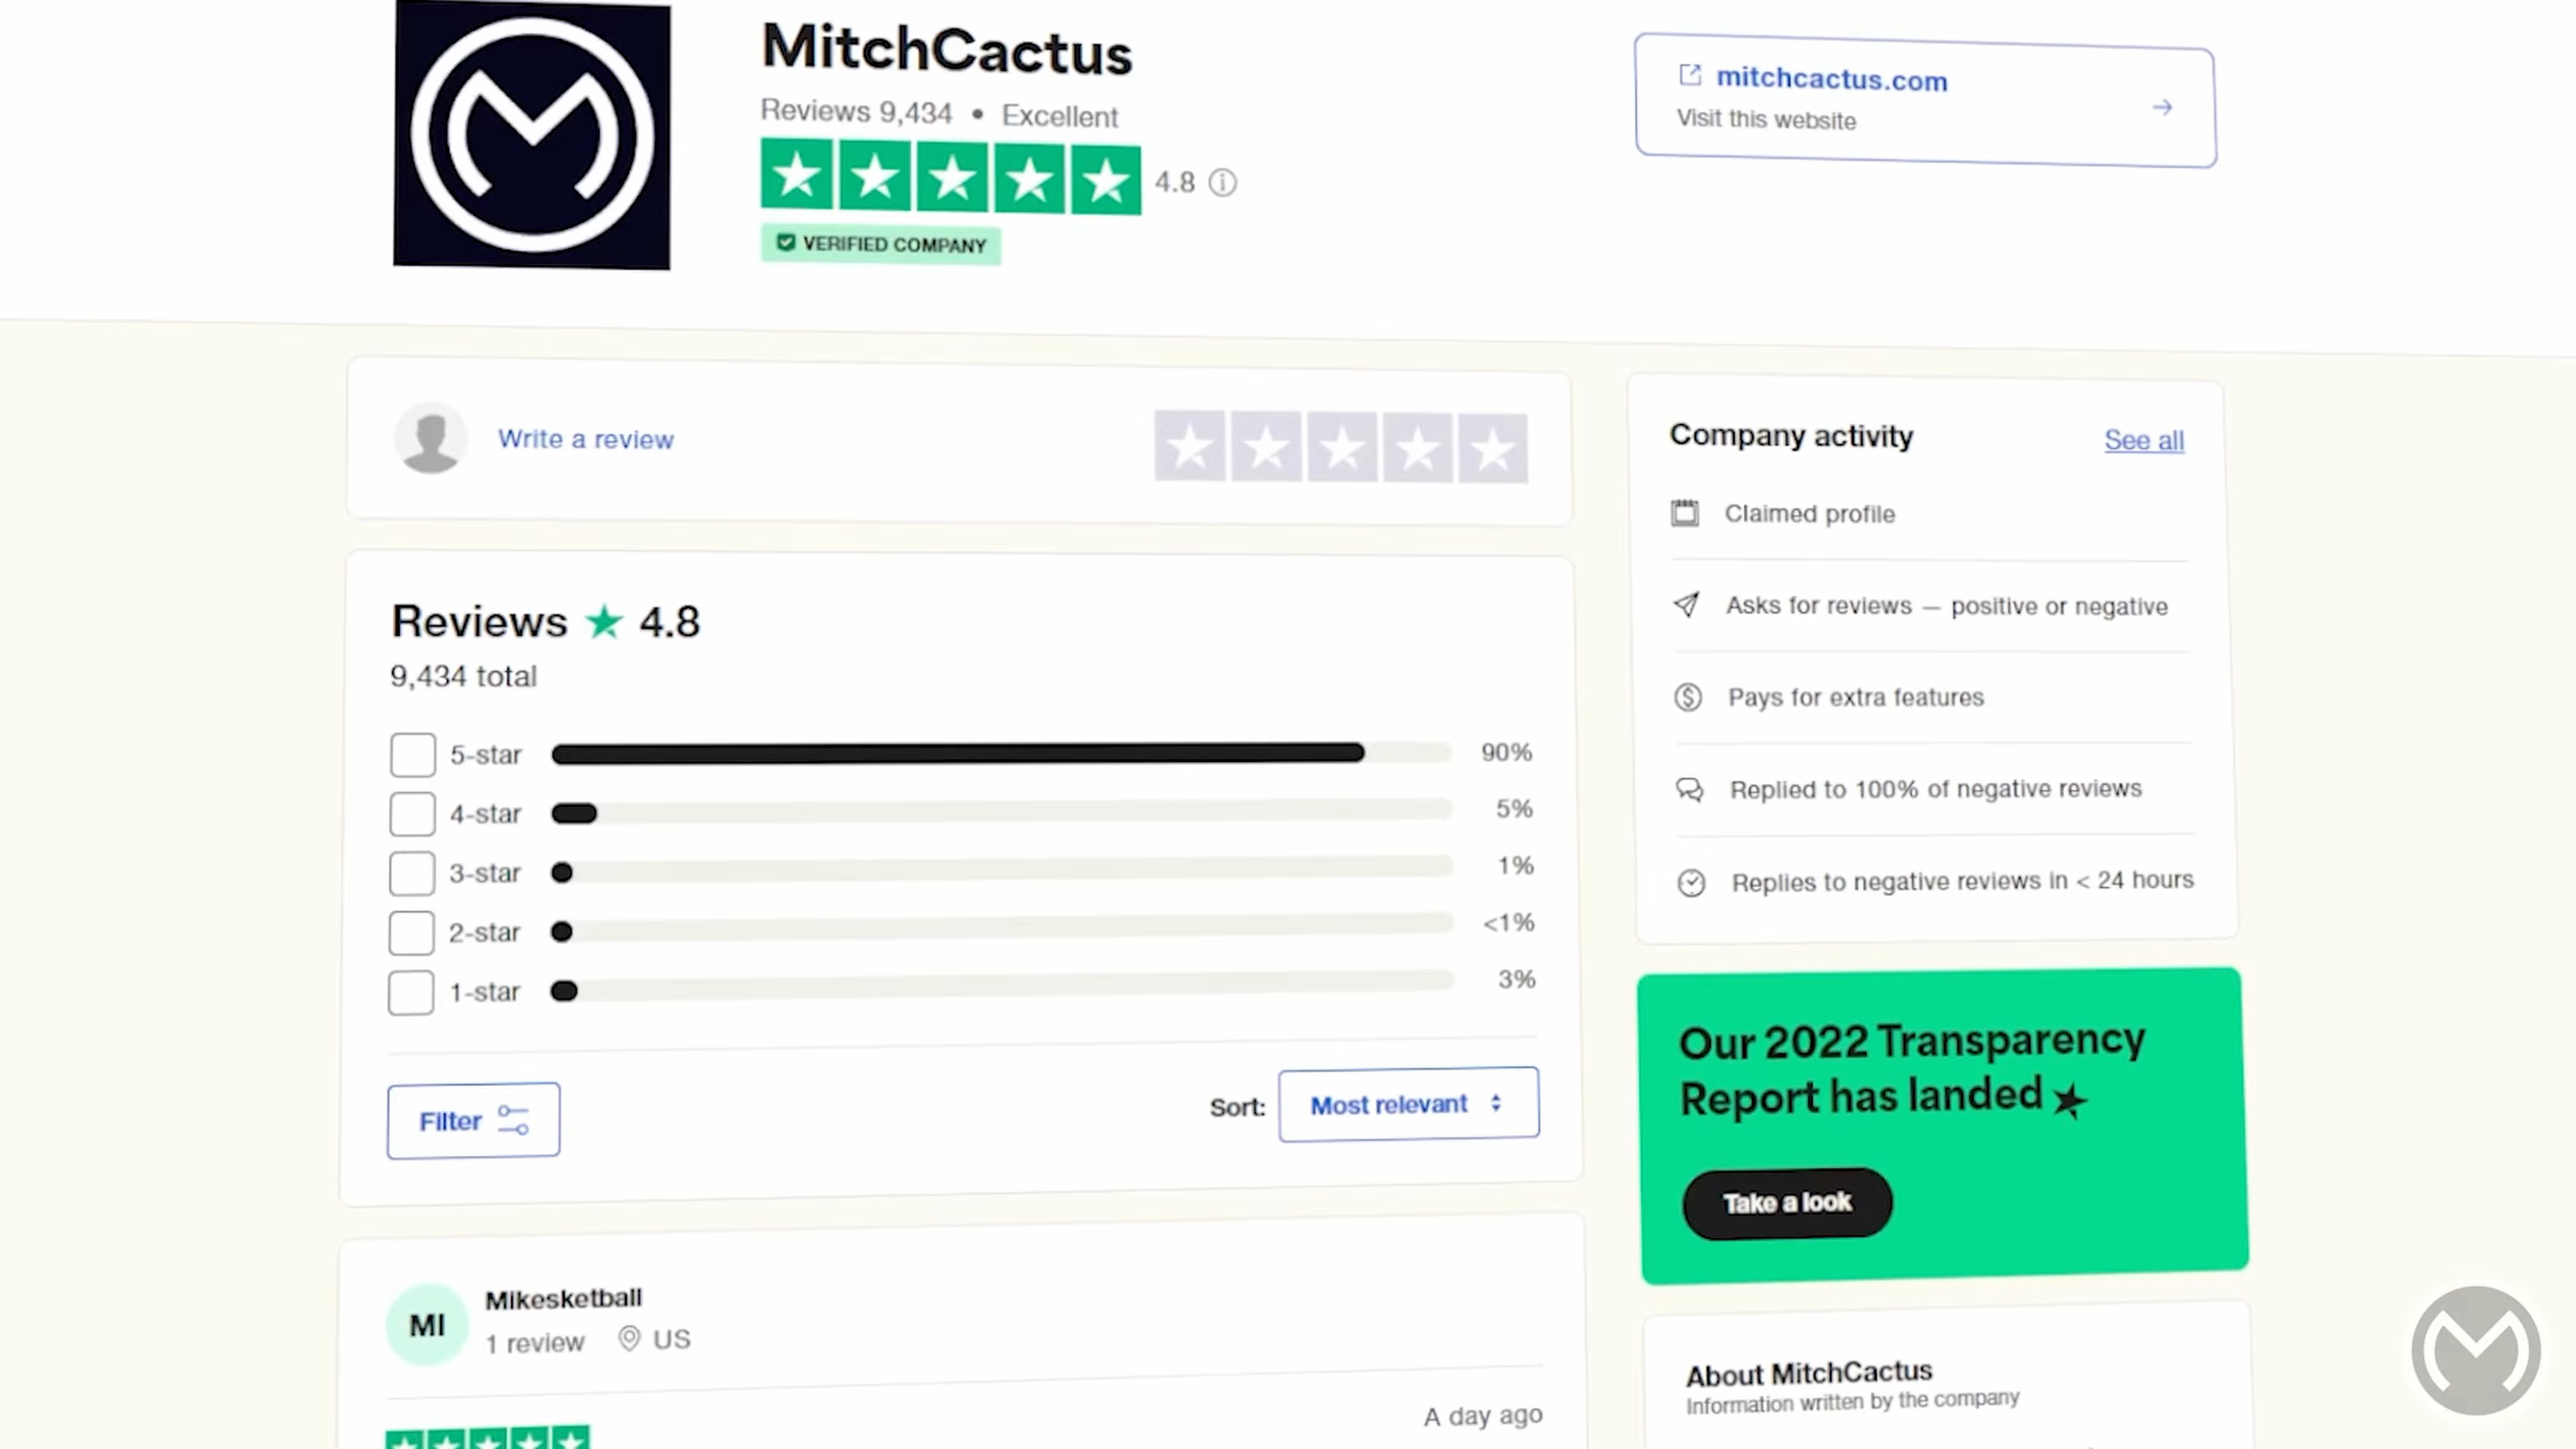 MitchCactus
Reviews 9,434 • Excellent
4.8
VERIFIED COMPANY
mitchcactus.com
Visit this website
Write a review
Reviews 4.8
9,434 total
5-star 90%
4-star 5%
3-star 1%
2-star <1%
1-star 3%
Filter
Sort: Most relevant
MI
Mikesketball
1 review US
A day ago
Company activity See all
Claimed profile
Asks for reviews — positive or negative
Pays for extra features
Replied to 100% of negative reviews
Replies to negative reviews in < 24 hours
Our 2022 Transparency
Report has landed
Take a look
About MitchCactus
Information written by the company